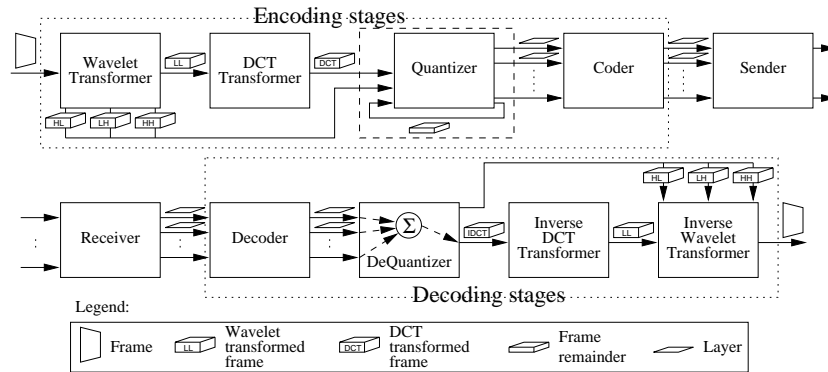 Encoding stages
Wavelet
Transformer
LL
DCT
Transformer
DCT
Quantizer
Coder
Sender
HL
LH
HH
HL
LH
HH
Receiver
Decoder
Σ
DeQuantizer
IDCT
Inverse
DCT
Transformer
LL
Inverse
Wavelet
Transformer
Decoding stages
Legend:
Frame
LL
Wavelet
transformed
frame
DCT
DCT
transformed
frame
Frame
remainder
Layer